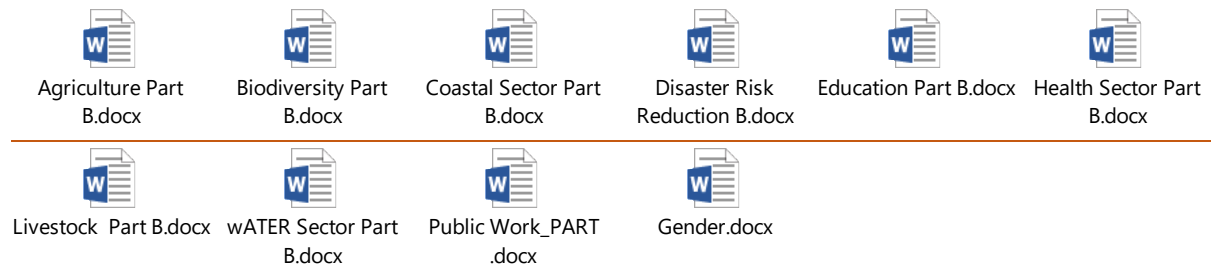 Agriculture Part
B.docx
Biodiversity Part
B.docx
Coastal Sector Part
B.docx
Disaster Risk
Reduction B.docx
Education Part B.docx
Health Sector Part
B.docx
Livestock  Part B.docx
wATER Sector Part
B.docx
Public Work_PART
.docx
Gender.docx